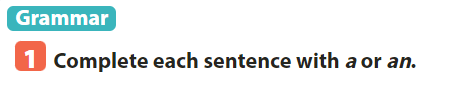 Grammar
1 Complete each sentence with a or an.